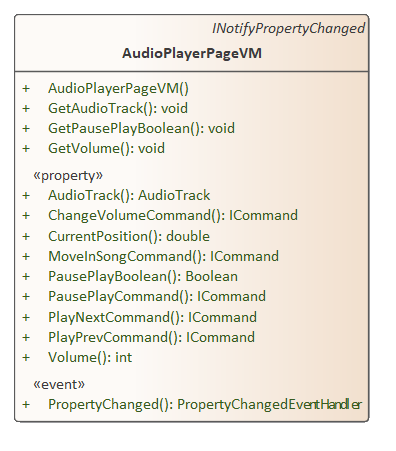 INotifyPropertyChanged
AudioPlayerPageVM
+ AudioPlayerPageVM()
+ GetAudioTrack(): void
+ GetPausePlayBoolean(): void
+ GetVolume(): void
«property»
+ AudioTrack(): AudioTrack
+ ChangeVolumeCommand(): ICommand
+ CurrentPosition(): double
+ MoveInSongCommand(): ICommand
+ PausePlayBoolean(): Boolean
+ PausePlayCommand(): ICommand
+ PlayNextCommand(): ICommand
+ PlayPrevCommand(): ICommand
+ Volume(): int
«event»
+ PropertyChanged(): PropertyChangedEventHandler